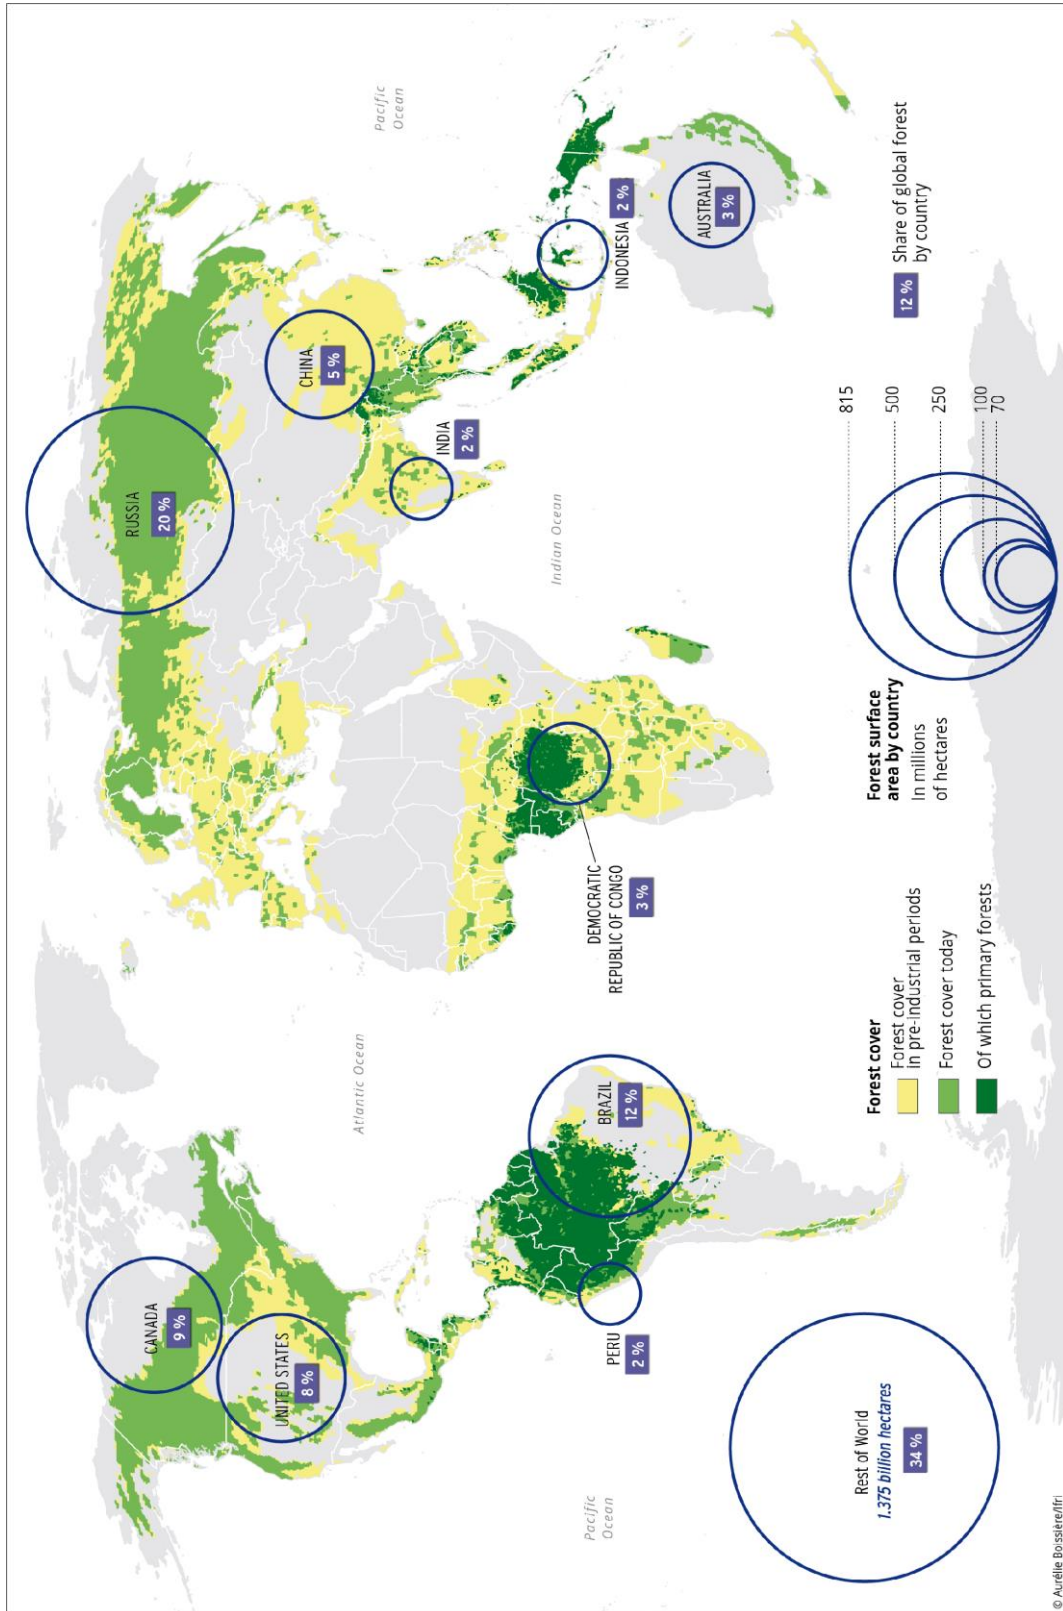 CANADA
9 %
UNITED STATES
8 %
Pacific
Ocean
Rest of World
1.375 billion hectares
34 %
PERU
2 %
BRAZIL
12 %
Atlantic Ocean
RUSSIA
20 %
CHINA
5 %
INDIA
2 %
DEMOCRATIC
REPUBLIC OF CONGO
3 %
Indian Ocean
Pacific
Ocean
INDONESIA
2 %
AUSTRALIA
3 %
Forest cover
Forest cover
in pre-industrial periods
Forest cover today
Of which primary forests
Forest surface
area by country
In millions
of hectares
815
500
250
100
70
12 %
Share of global forest
by country
© Aurélie Boissière/Ifri